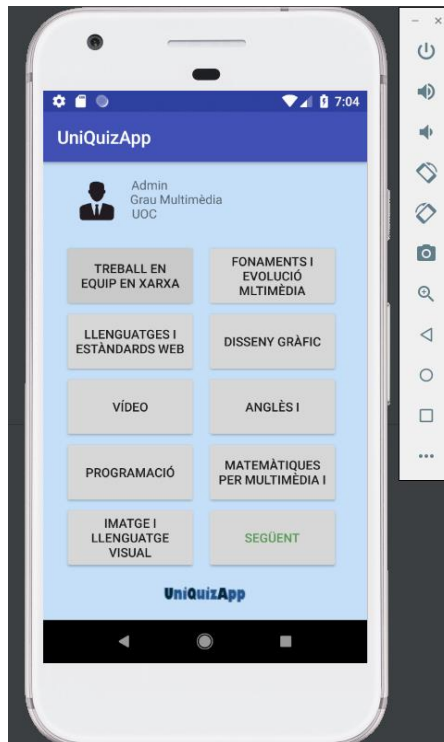 7:04
UniQuizApp
Admin
Grau Multimèdia
UOC
TREBALL EN
EQUIP EN XARXA
FONAMENTS I
EVOLUCIÓ
MLTIMÈDIA
LLENGUATGES I
ESTÀNDARDS WEB
DISSENY GRÀFIC
VÍDEO
ANGLÈS I
PROGRAMACIÓ
MATEMÀTIQUES
PER MULTIMÈDIA I
IMATGE I
LLENGUATGE
VISUAL
SEGÜENT
UniQuizApp